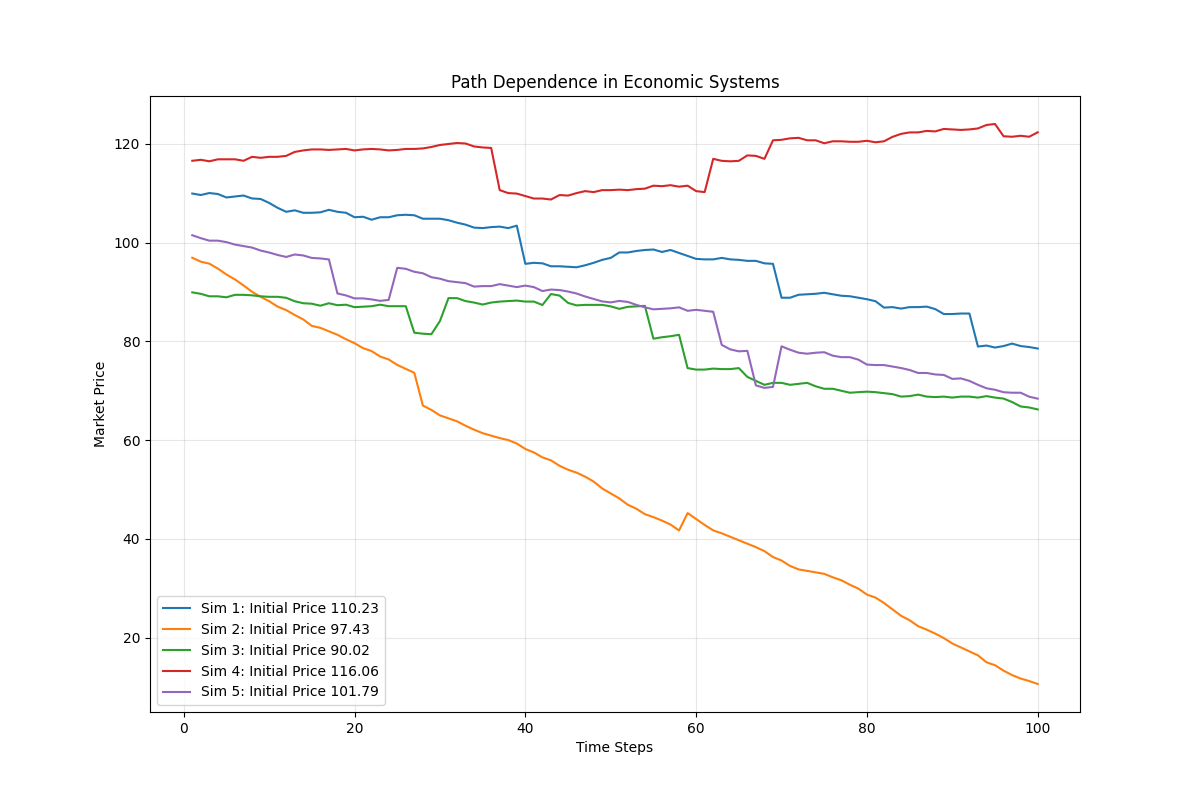 Path Dependence in Economic Systems
Market Price
120
100
80
60
40
20
Sim 1: Initial Price 110.23
Sim 2: Initial Price 97.43
Sim 3: Initial Price 90.02
Sim 4: Initial Price 116.06
Sim 5: Initial Price 101.79
0 20 40 60 80 100
Time Steps